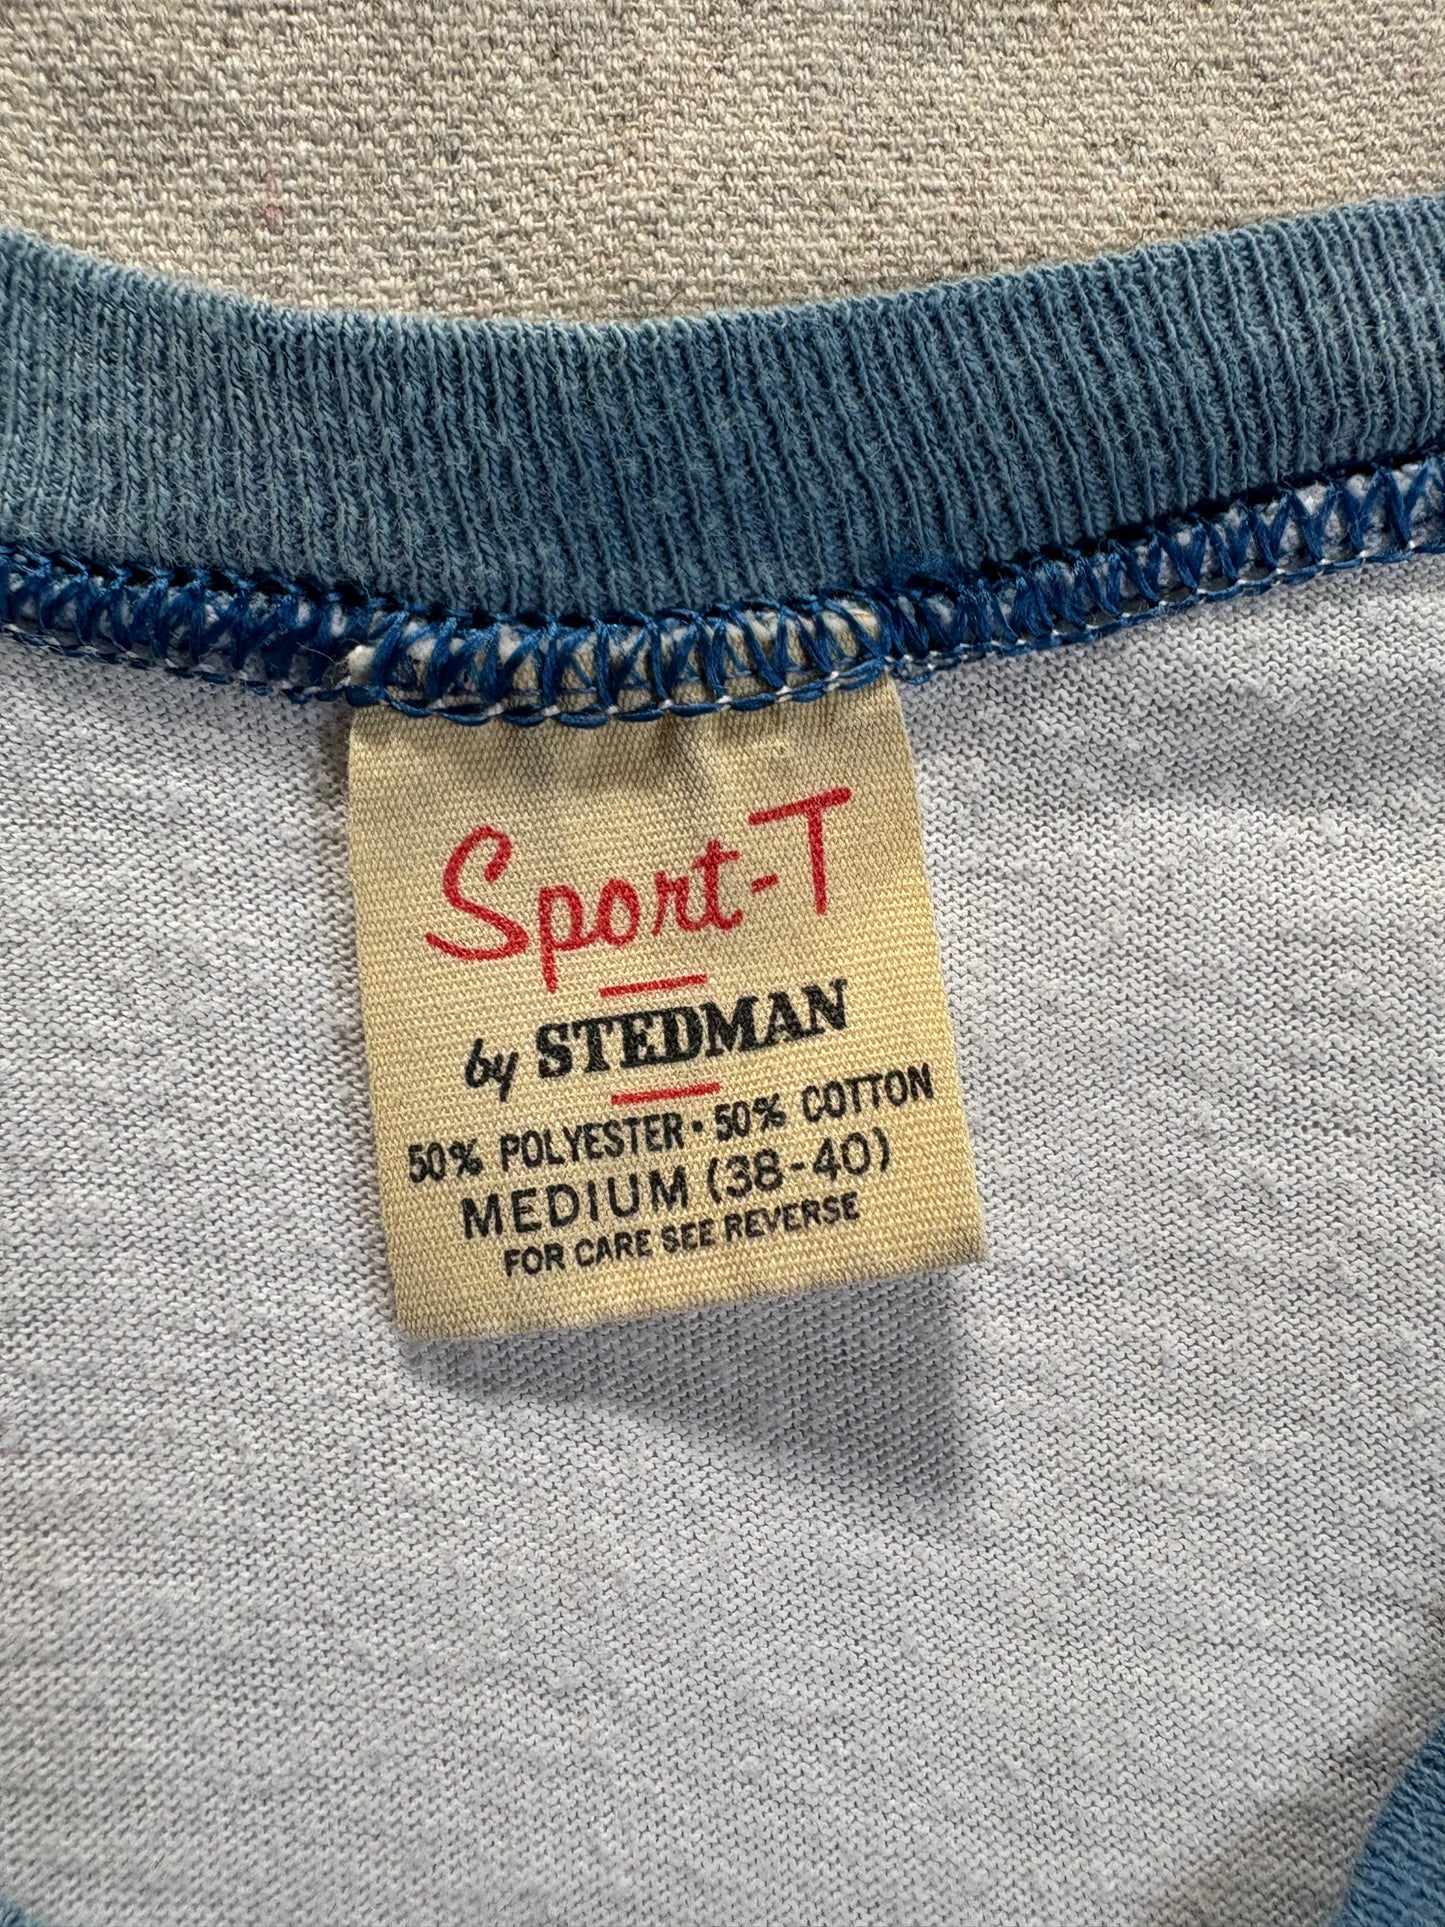 Sport-T
by STEDMAN
50% POLYESTER · 50% COTTON
MEDIUM (38-40)
FOR CARE SEE REVERSE